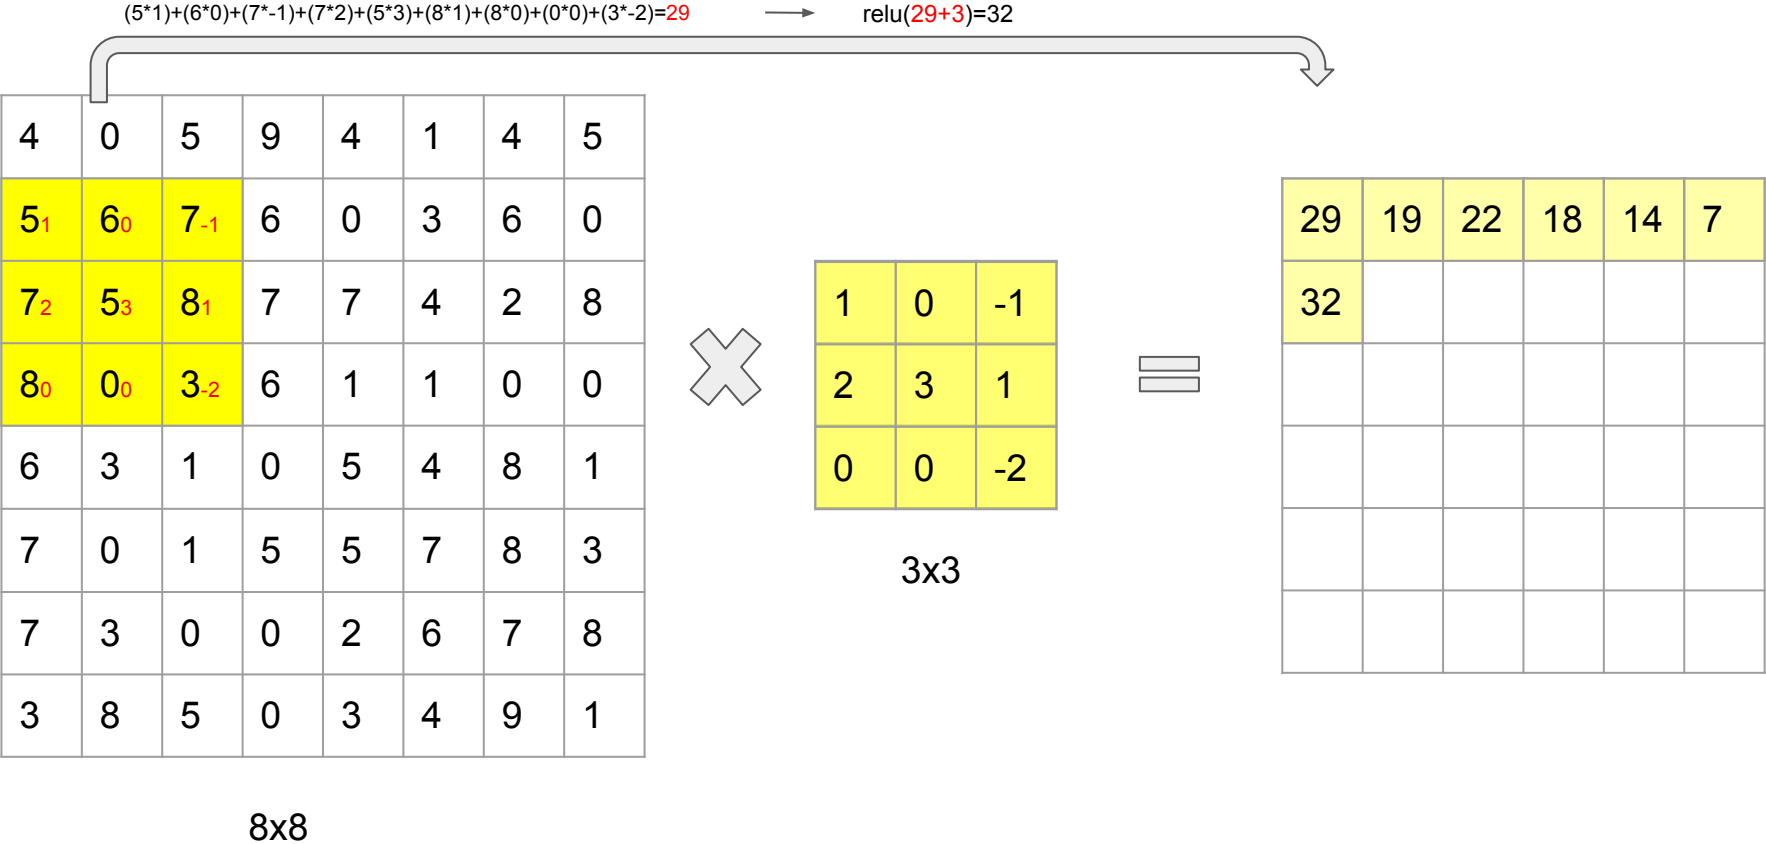 (5*1)+(6*0)+(7*-1)+(7*2)+(5*3)+(8*1)+(8*0)+(0*0)+(3*-2)=29 relu(29+3)=32
4 0 5 9 4 1 4 5
51 60 7-1 6 0 3 6 0
72 53 81 7 7 4 2 8
80 00 3-2 6 1 1 0 0
6 3 1 0 5 4 8 1
7 0 1 5 5 7 8 3
7 3 0 0 2 6 7 8
3 8 5 0 3 4 9 1
8x8
1 0 -1
2 3 1
0 0 -2
3x3
29 19 22 18 14 7
32